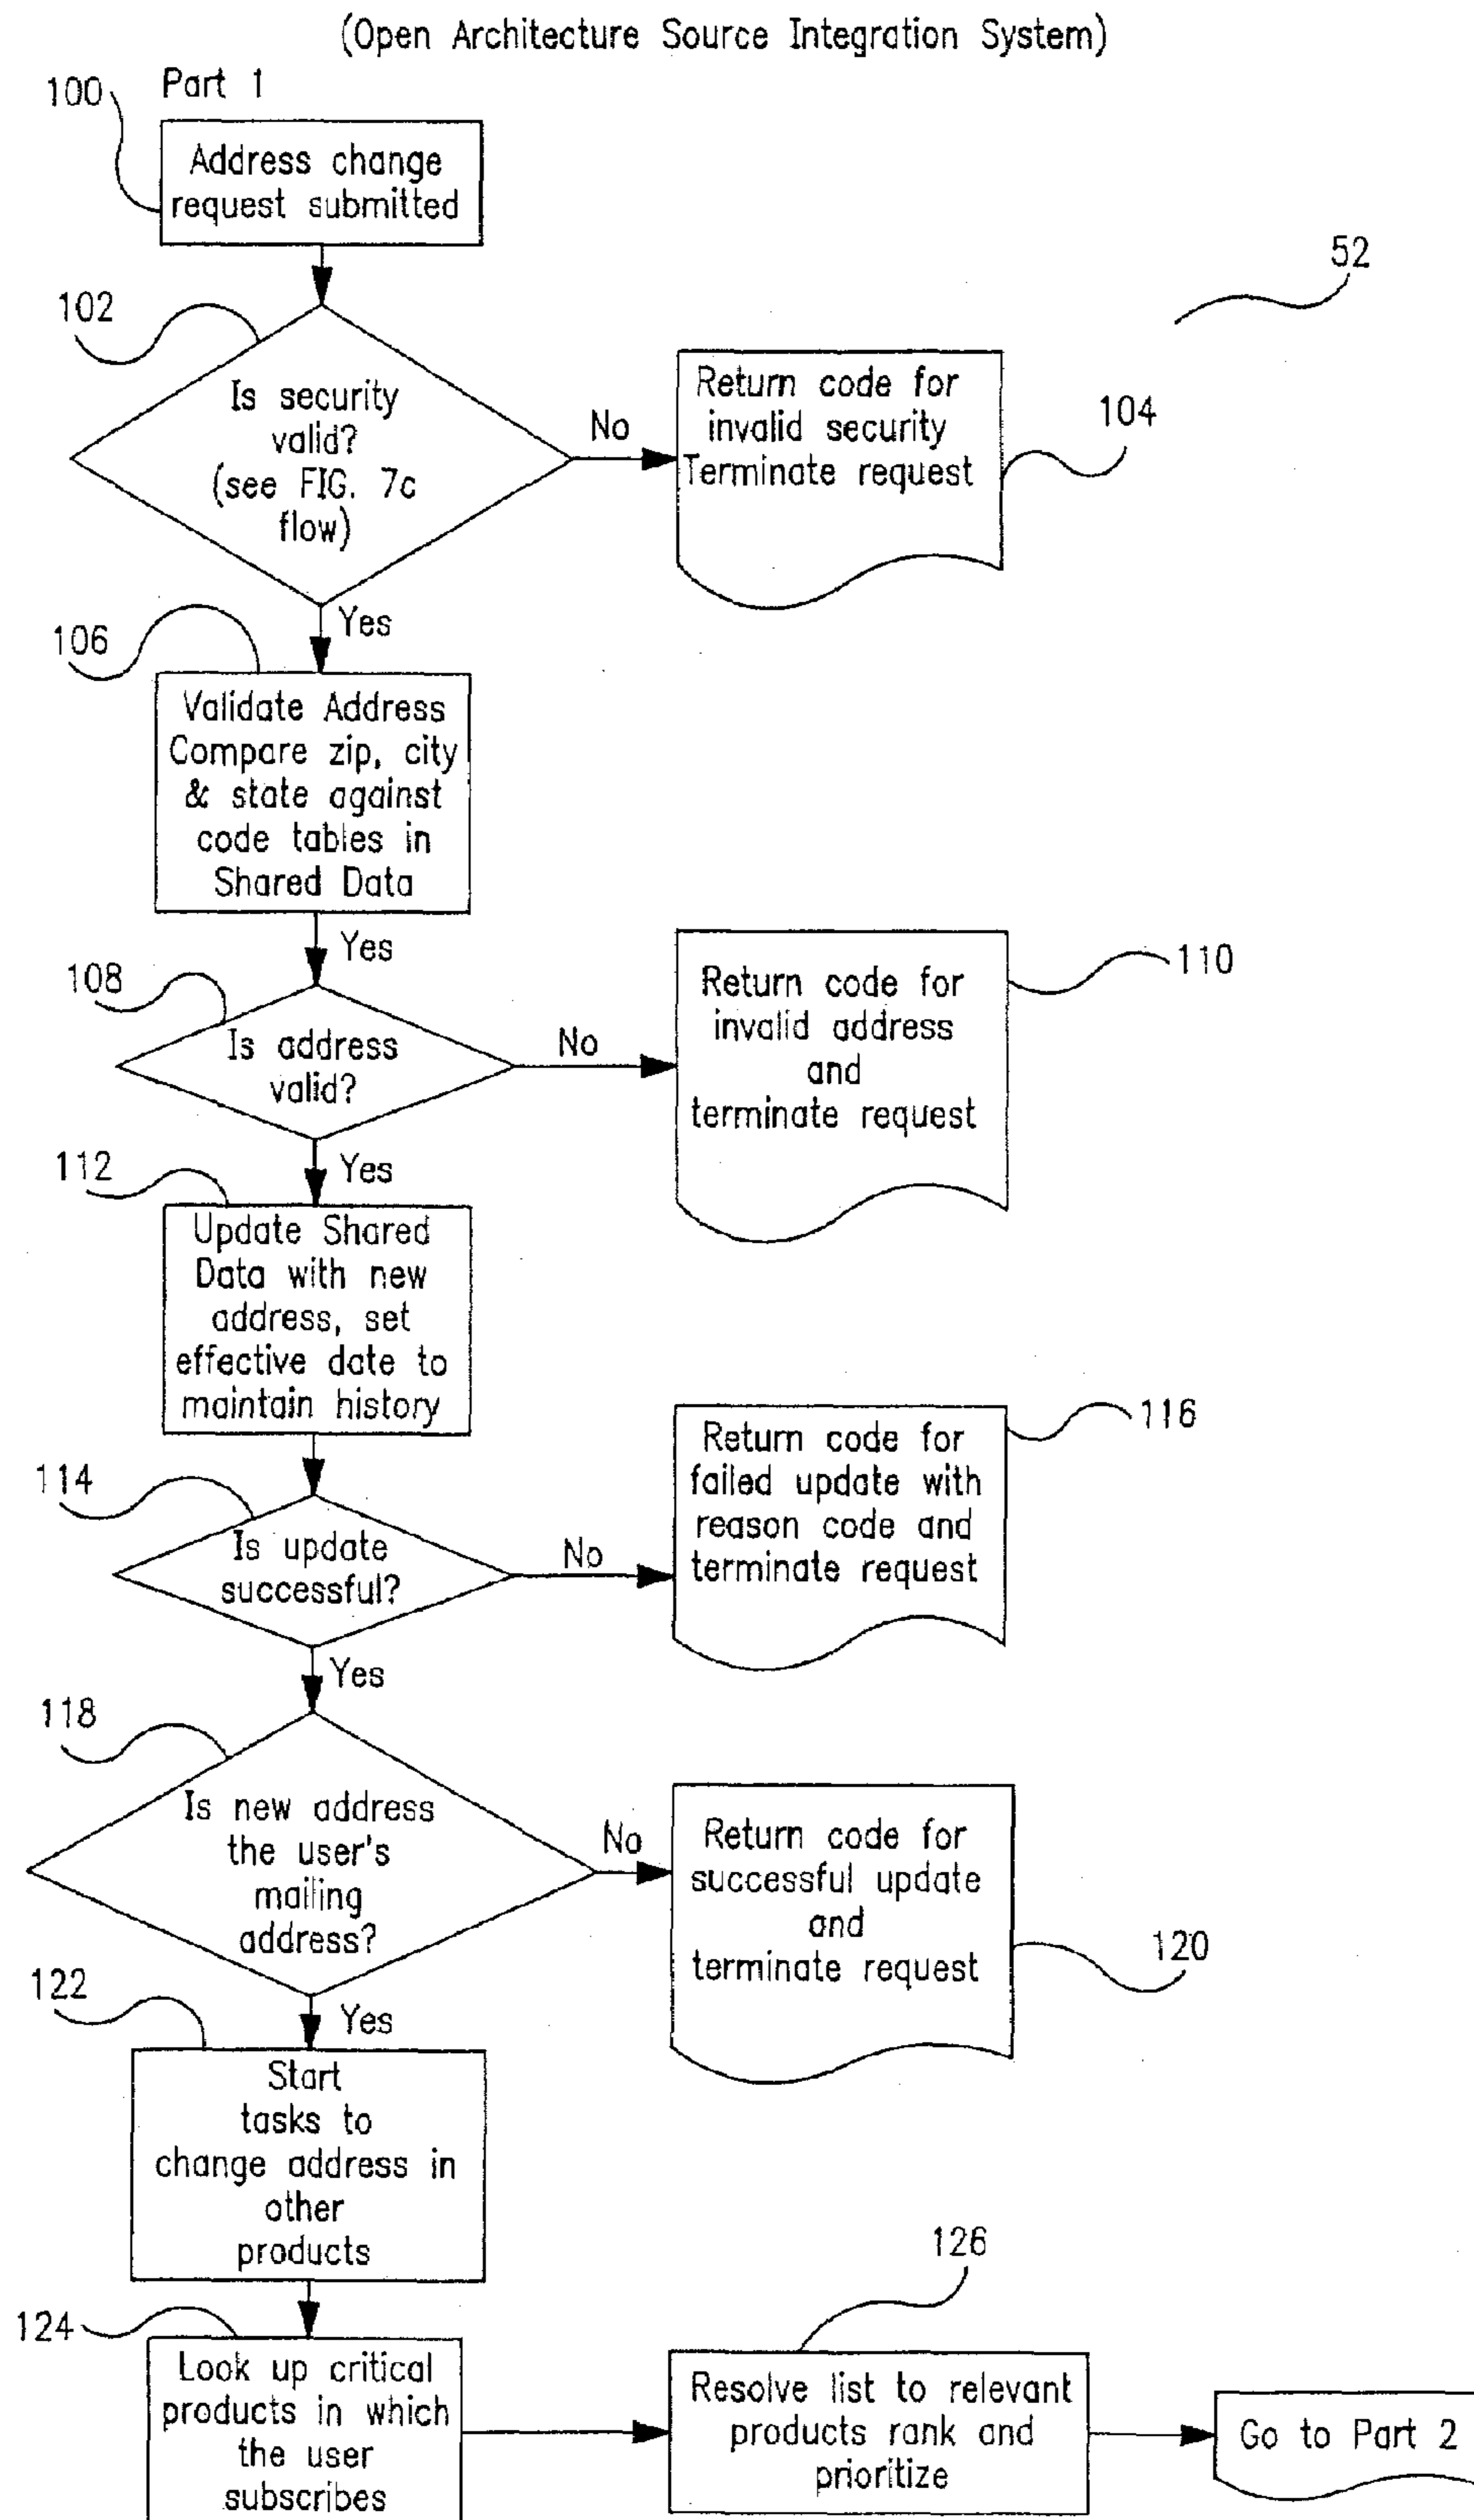 (Open Architecture Source Integration System)
Part 1
100
Address change
request submitted
52
102
Is security
valid?
(see FIG. 7c
flow)
No
Return code for
invalid security
Terminate request
104
Yes
106
Validate Address
Compare zip, city
& state against
code tables in
Shared Data
Yes
108
Is address
valid?
No
Return code for
invalid address
and
terminate request
110
Yes
112
Update Shared
Data with new
address, set
effective date to
maintain history
114
Is update
successful?
No
Return code for
failed update with
reason code and
terminate request
116
Yes
118
Is new address
the user's
mailing
address?
No
Return code for
successful update
and
terminate request
120
Yes
122
Start
tasks to
change address in
other
products
124
Look up critical
products in which
the user
subscribes
126
Resolve list to relevant
products rank and
prioritize
Go to Part 2